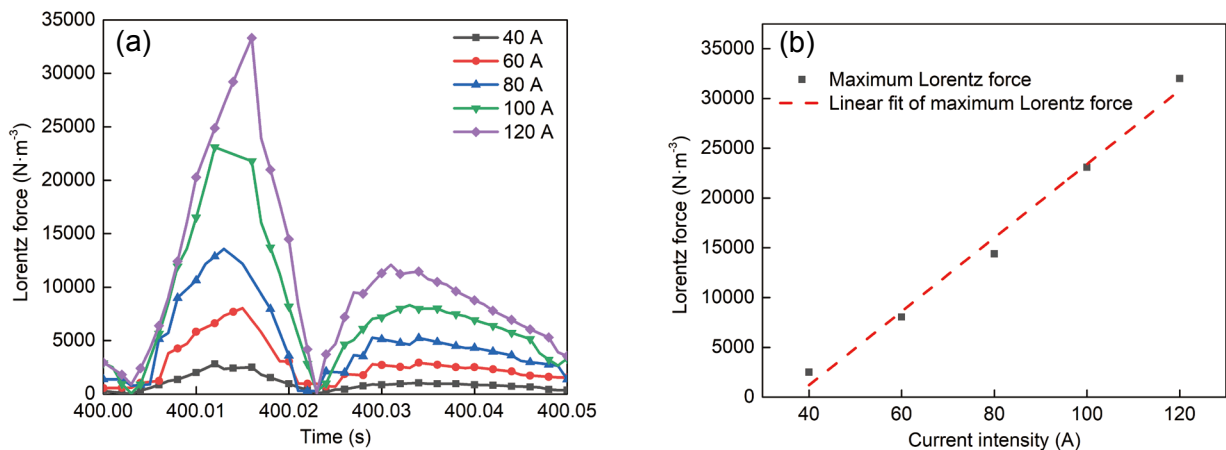 (a)
35000
30000
25000
20000
15000
10000
5000
0
Lorentz force (N·m⁻³)
40 A
60 A
80 A
100 A
120 A
400.00 400.01 400.02 400.03 400.04 400.05
Time (s)
(b)
35000
30000
25000
20000
15000
10000
5000
0
Lorentz force (N·m⁻³)
Maximum Lorentz force
Linear fit of maximum Lorentz force
40 60 80 100 120
Current intensity (A)